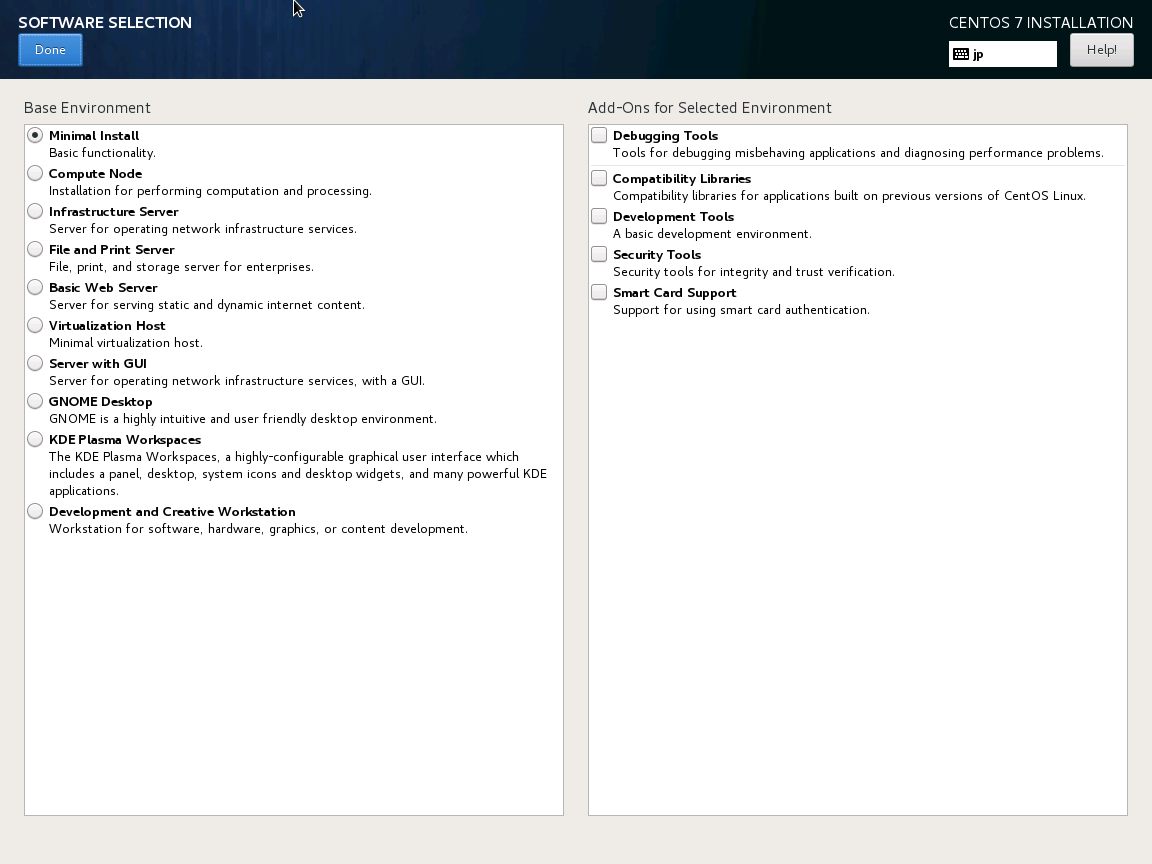 SOFTWARE SELECTION
CENTOS 7 INSTALLATION
Done
jp
Help!
Base Environment
Minimal Install
Basic functionality.
Compute Node
Installation for performing computation and processing.
Infrastructure Server
Server for operating network infrastructure services.
File and Print Server
File, print, and storage server for enterprises.
Basic Web Server
Server for serving static and dynamic internet content.
Virtualization Host
Minimal virtualization host.
Server with GUI
Server for operating network infrastructure services, with a GUI.
GNOME Desktop
GNOME is a highly intuitive and user friendly desktop environment.
KDE Plasma Workspaces
The KDE Plasma Workspaces, a highly-configurable graphical user interface which
includes a panel, desktop, system icons and desktop widgets, and many powerful KDE
applications.
Development and Creative Workstation
Workstation for software, hardware, graphics, or content development.
Add-Ons for Selected Environment
Debugging Tools
Tools for debugging misbehaving applications and diagnosing performance problems.
Compatibility Libraries
Compatibility libraries for applications built on previous versions of CentOS Linux.
Development Tools
A basic development environment.
Security Tools
Security tools for integrity and trust verification.
Smart Card Support
Support for using smart card authentication.